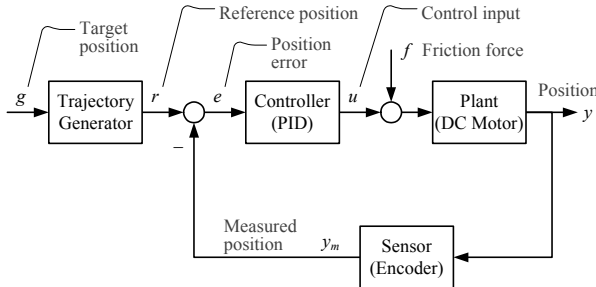 Target
position
Reference position
Control input
Position
error
f Friction force
g
Trajectory
Generator
r
e
Controller
(PID)
u
Plant
(DC Motor)
Position
y
−
Measured
position
yₘ
Sensor
(Encoder)